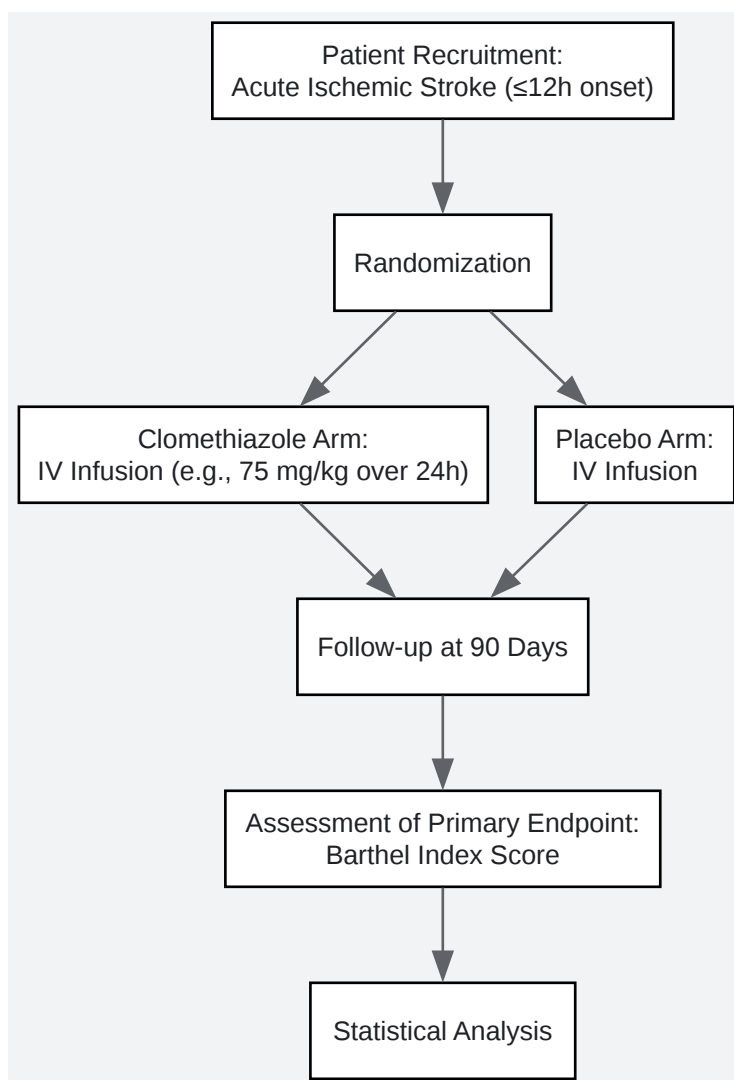 Patient Recruitment:
Acute Ischemic Stroke (≤12h onset)
Randomization
Clomethiazole Arm:
IV Infusion (e.g., 75 mg/kg over 24h)
Placebo Arm:
IV Infusion
Follow-up at 90 Days
Assessment of Primary Endpoint:
Barthel Index Score
Statistical Analysis